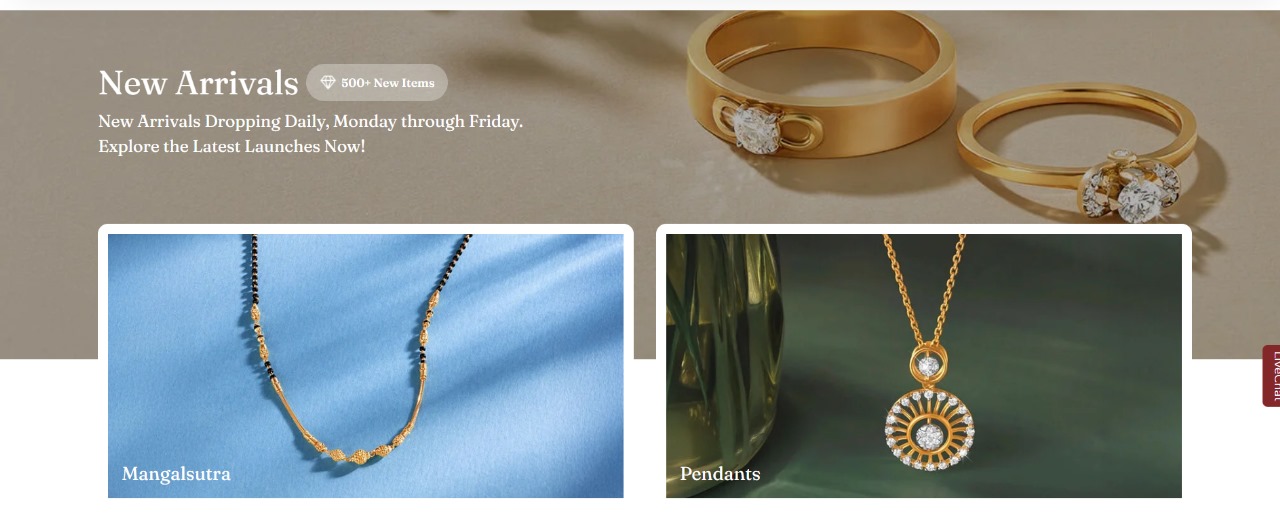 New Arrivals
500+ New Items
New Arrivals Dropping Daily, Monday through Friday.
Explore the Latest Launches Now!
Mangalsutra
Pendants
LiveChat